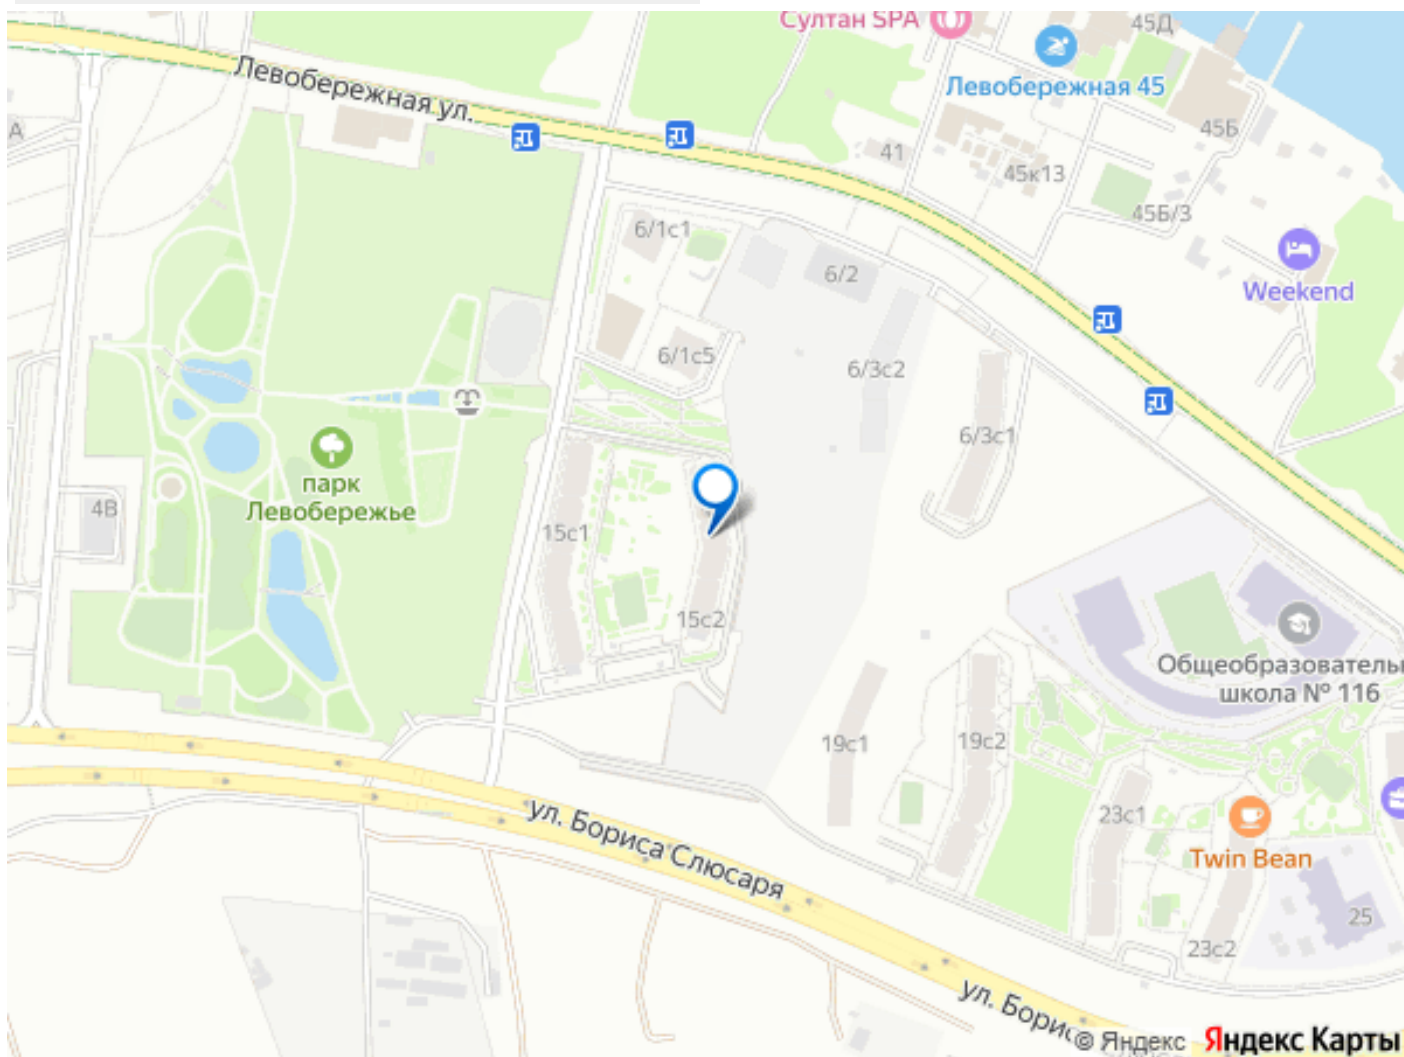 Султан SPA
45Д
Левобережная 45
Левобережная ул.
А
45Б
41
45к13
45Б/3
6/1с1
6/2
Weekend
6/1с5
6/3с2
6/3с1
парк
Левобережье
4В
15с1
15с2
Общеобразователь
школа № 116
19с1
19с2
23с1
Twin Bean
ул. Бориса Слюсаря
25
23с2
ул. Борис
© Яндекс Яндекс Карты